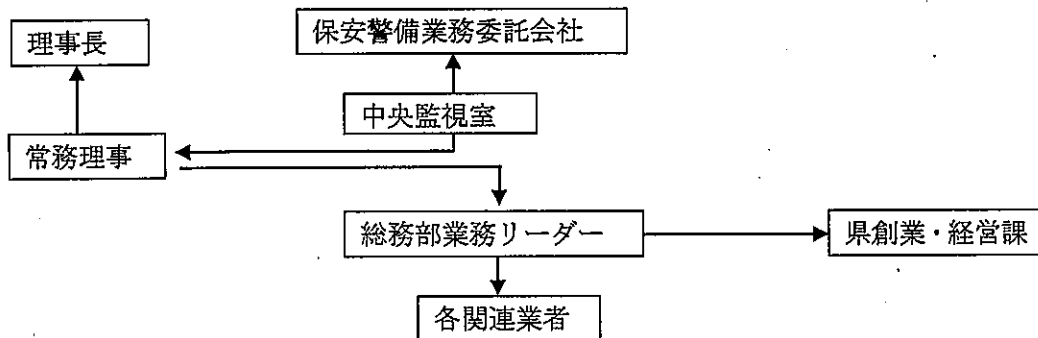 保安警備業務委託会社
理事長
中央監視室
常務理事
総務部業務リーダー
県創業・経営課
各関連業者